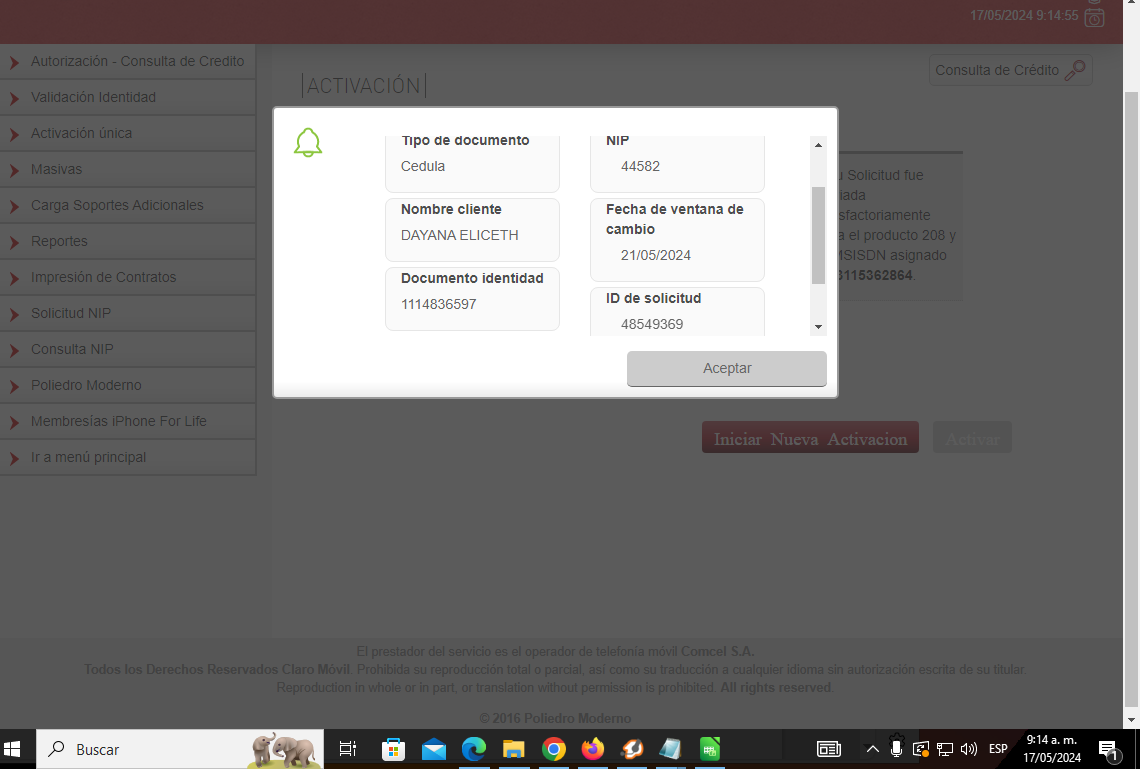 17/05/2024 9:14:55
Autorización - Consulta de Credito
Validación Identidad
Activación única
Masivas
Carga Soportes Adicionales
Reportes
Impresión de Contratos
Solicitud NIP
Consulta NIP
Poliedro Moderno
Membresías iPhone For Life
Ir a menú principal
|ACTIVACIÓN|
Consulta de Crédito
Tipo de documento
Cedula
Nombre cliente
DAYANA ELICETH
Documento identidad
1114836597
NIP
44582
Fecha de ventana de
cambio
21/05/2024
ID de solicitud
48549369
Aceptar
Solicitud fue
el producto 208 y
asignado
3115362864.
Iniciar Nueva Activacion
Activar
El prestador del servicio es el operador de telefonía móvil Comcel S.A.
Todos los Derechos Reservados Claro Móvil. Prohibida su reproducción total o parcial, así como su traducción a cualquier idioma sin autorización escrita de su titular.
Reproduction in whole or in part, or translation without permission is prohibited. All rights reserved.
© 2016 Poliedro Moderno
Buscar
ESP
9:14 a. m.
17/05/2024
1